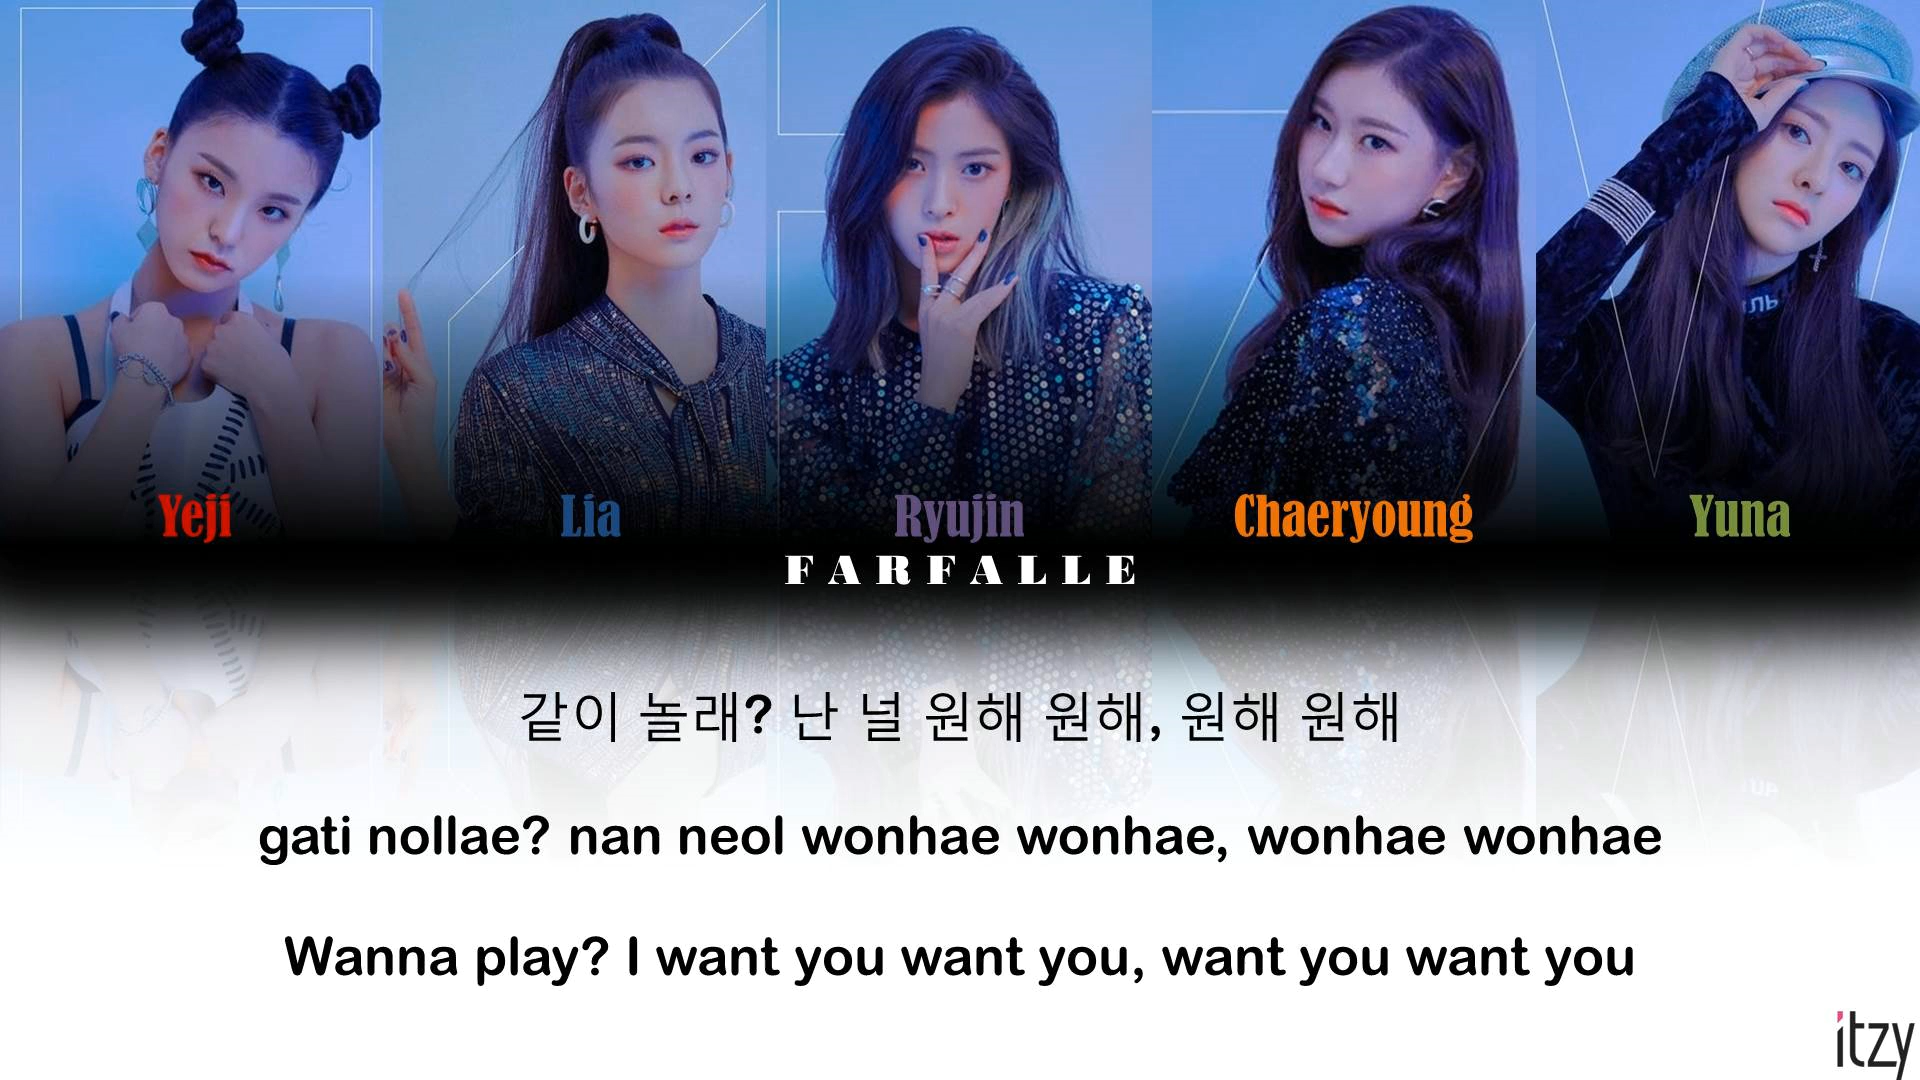 Yeji
Lia
Ryujin
Chaeryoung
Yuna
FARFALLE
같이 놀래? 난 널 원해 원해, 원해 원해
gati nollae? nan neol wonhae wonhae, wonhae wonhae
Wanna play? I want you want you, want you want you
itzy